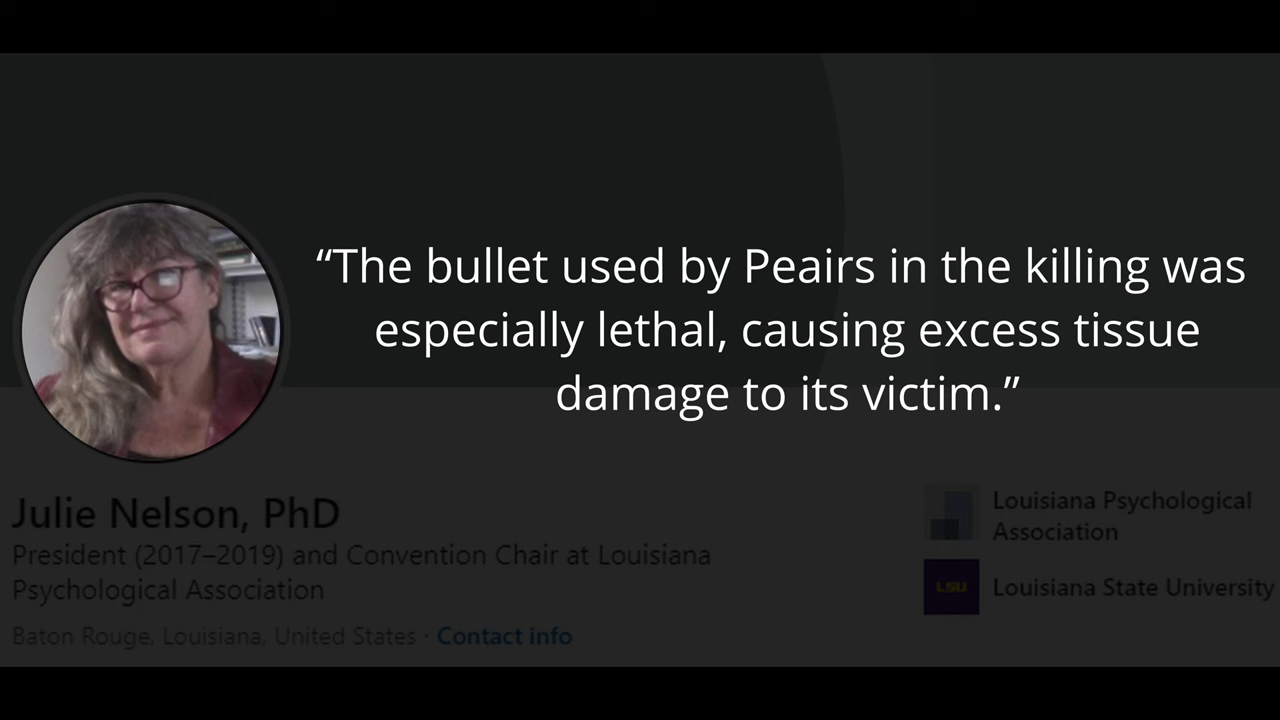 “The bullet used by Peairs in the killing was
especially lethal, causing excess tissue
damage to its victim.”
Julie Nelson, PhD
President (2017–2019) and Convention Chair at Louisiana
Psychological Association
Baton Rouge, Louisiana, United States · Contact info
Louisiana Psychological
Association
LSU
Louisiana State University